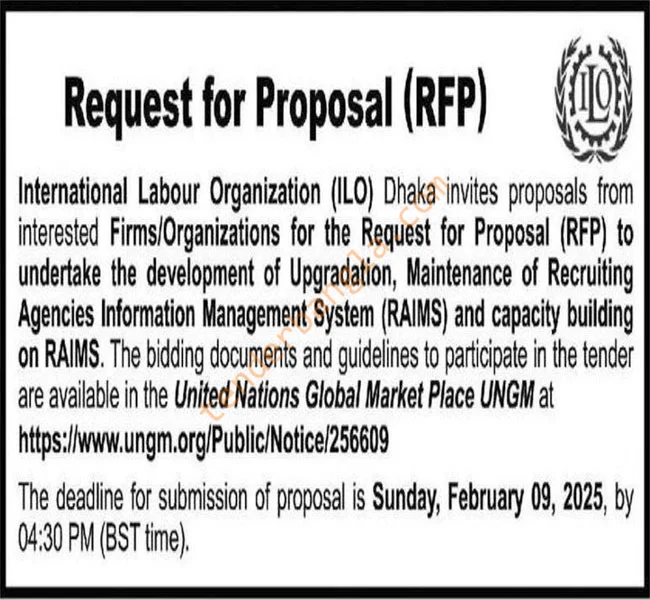 Request for Proposal (RFP)
ILO
International Labour Organization (ILO) Dhaka invites proposals from
interested Firms/Organizations for the Request for Proposal (RFP) to
undertake the development of Upgradation, Maintenance of Recruiting
Agencies Information Management System (RAIMS) and capacity building
on RAIMS. The bidding documents and guidelines to participate in the tender
are available in the United Nations Global Market Place UNGM at
https://www.ungm.org/Public/Notice/256609
The deadline for submission of proposal is Sunday, February 09, 2025, by
04:30 PM (BST time).
tenderbangla.com